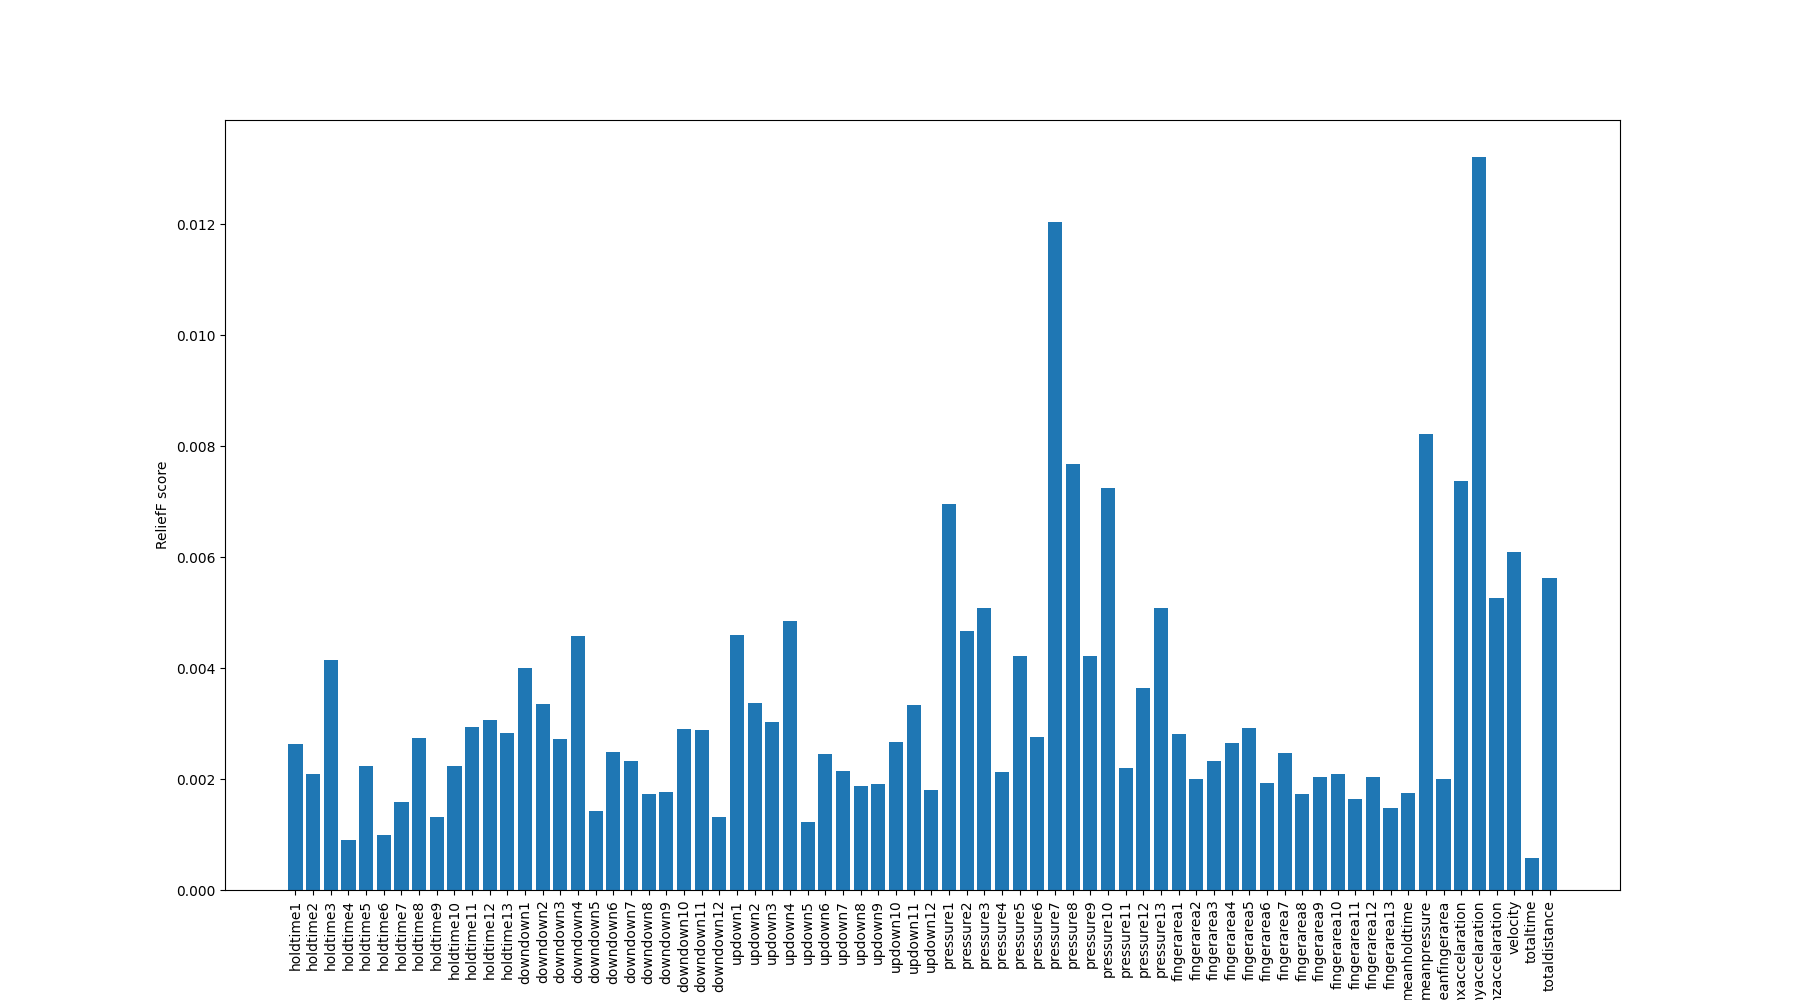 0.012
0.010
0.008
0.006
0.004
0.002
0.000
ReliefF score
holdtime1
holdtime2
holdtime3
holdtime4
holdtime5
holdtime6
holdtime7
holdtime8
holdtime9
holdtime10
holdtime11
holdtime12
holdtime13
downdown1
downdown2
downdown3
downdown4
downdown5
downdown6
downdown7
downdown8
downdown9
downdown10
downdown11
downdown12
updown1
updown2
updown3
updown4
updown5
updown6
updown7
updown8
updown9
updown10
updown11
updown12
pressure1
pressure2
pressure3
pressure4
pressure5
pressure6
pressure7
pressure8
pressure9
pressure10
pressure11
pressure12
pressure13
fingerarea1
fingerarea2
fingerarea3
fingerarea4
fingerarea5
fingerarea6
fingerarea7
fingerarea8
fingerarea9
fingerarea10
fingerarea11
fingerarea12
fingerarea13
meanholdtime
meanpressure
eanfingerarea
nxaccelaration
nyaccelaration
nzaccelaration
velocity
totaltime
totaldistance